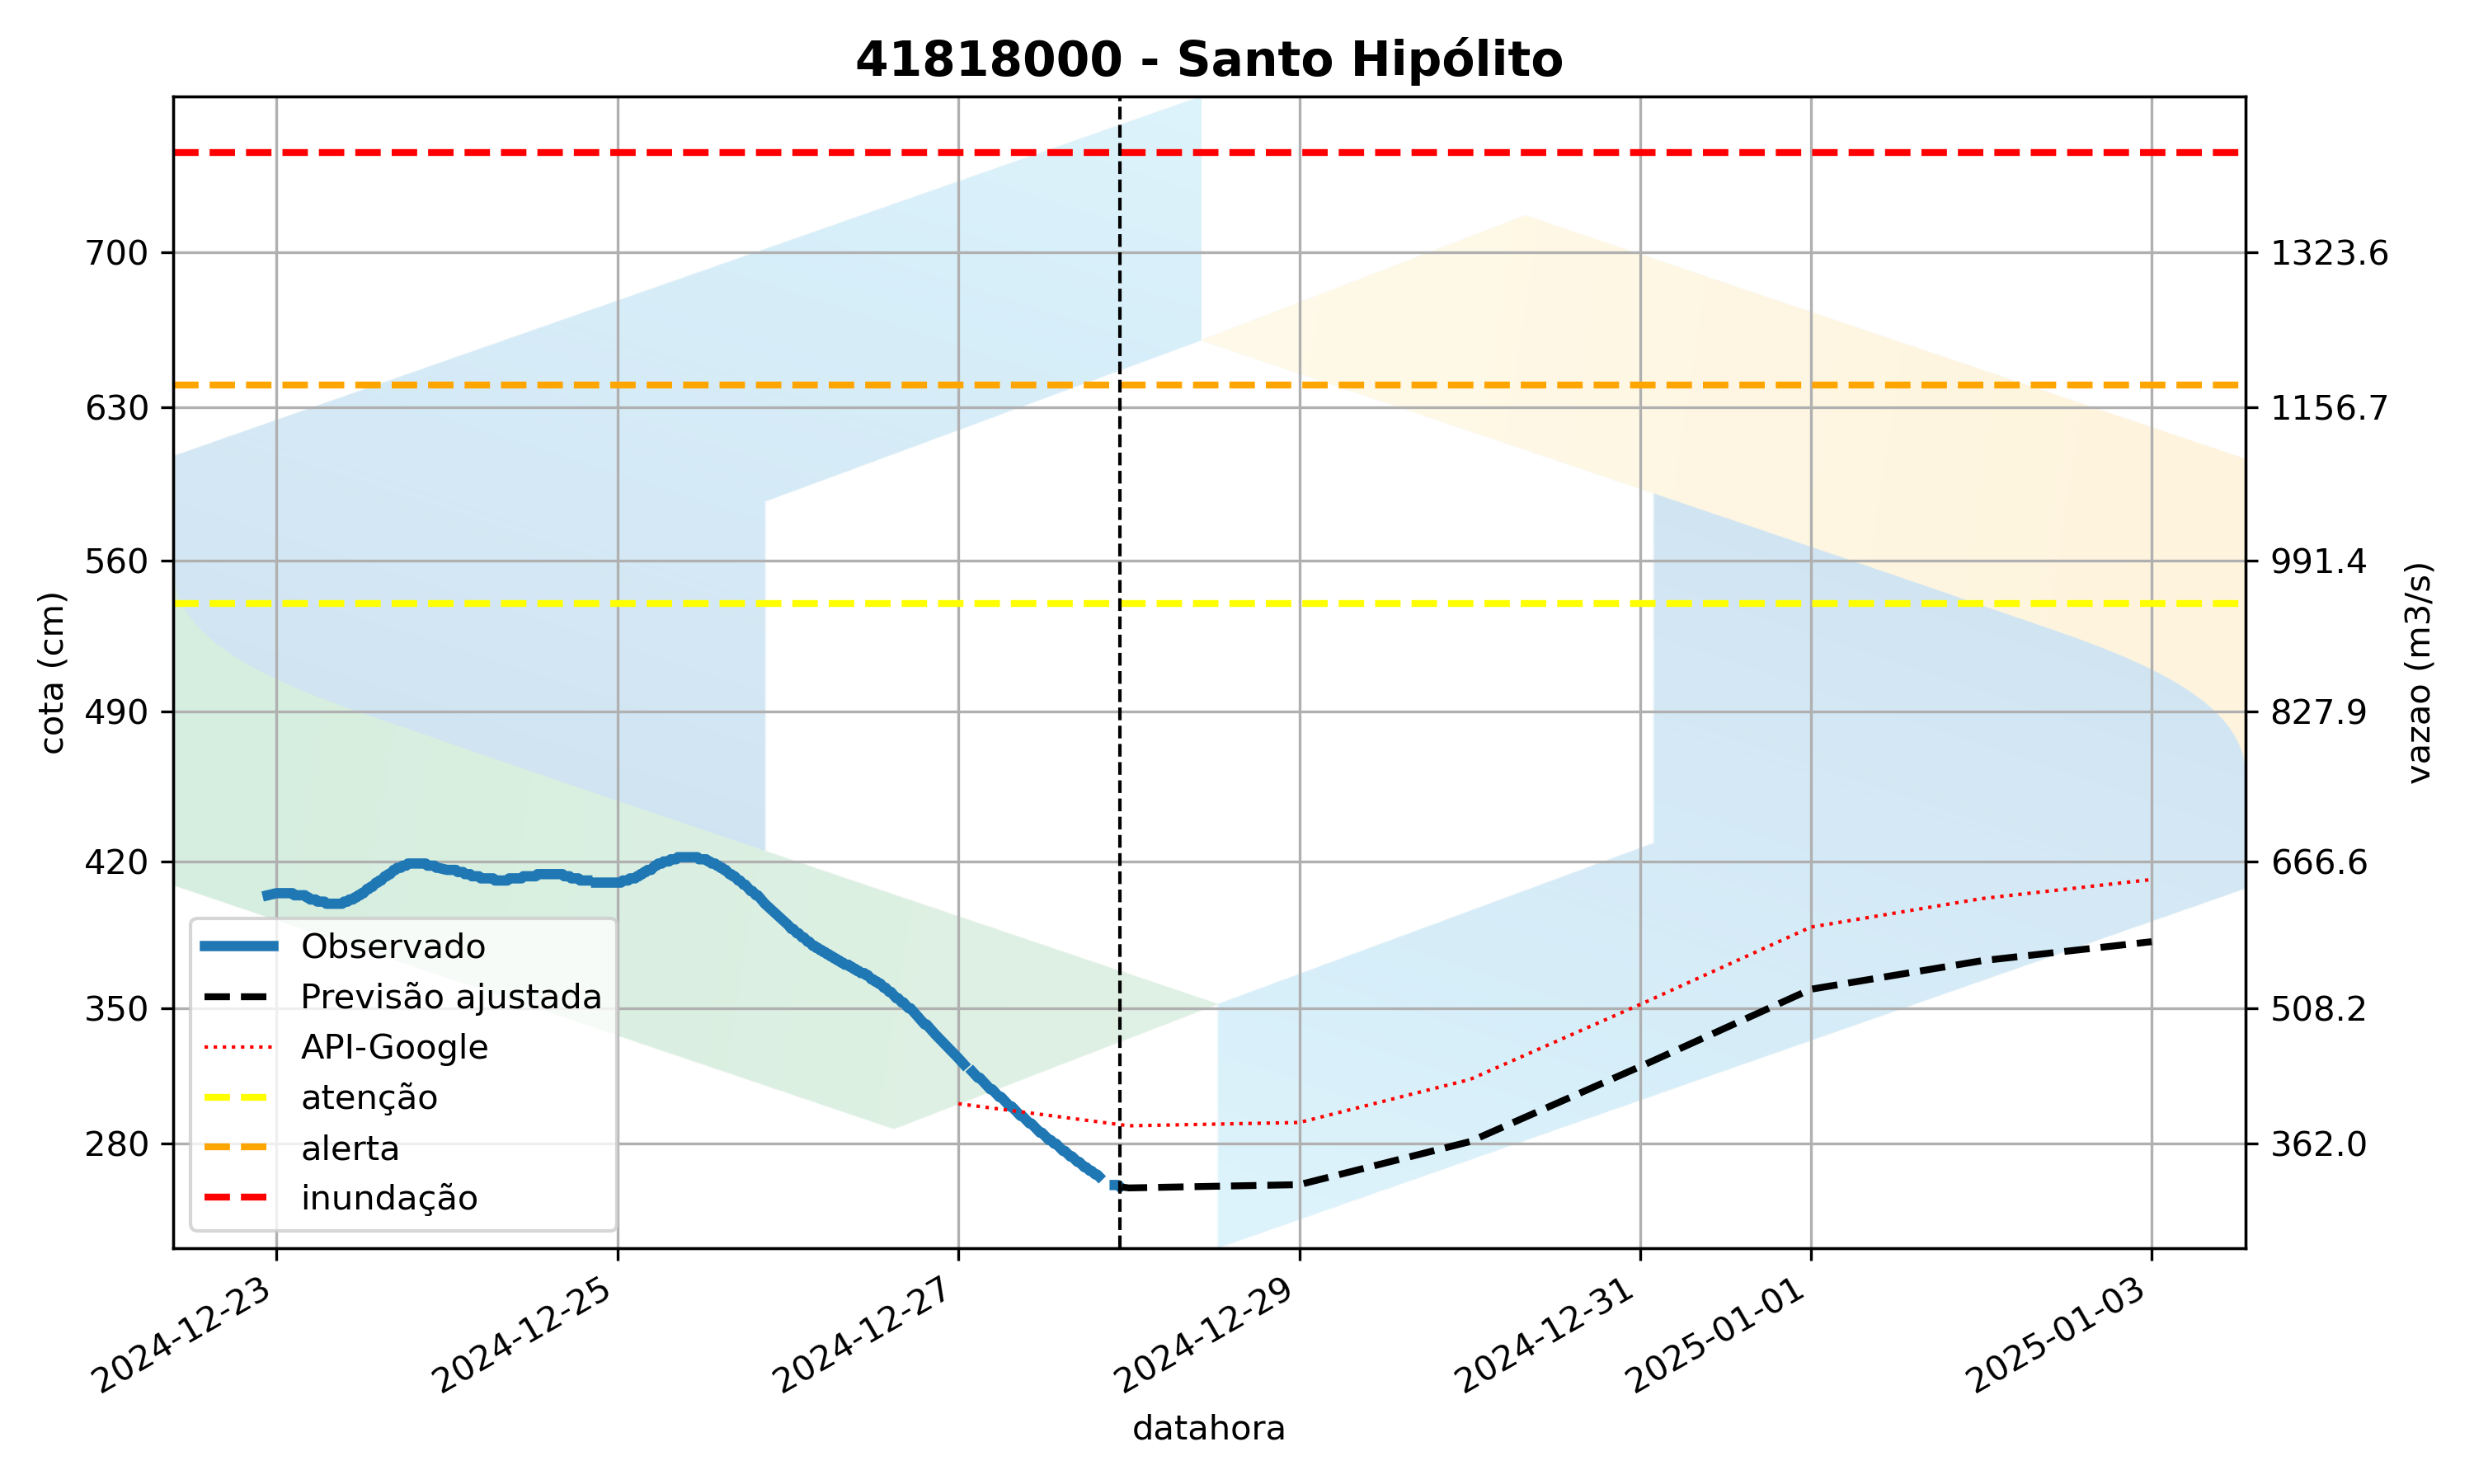 41818000 - Santo Hipólito
cota (cm)
700
630
560
490
420
350
280
1323.6
1156.7
991.4
827.9
666.6
508.2
362.0
vazao (m3/s)
Observado
Previsão ajustada
API-Google
atenção
alerta
inundação
2024-12-23
2024-12-25
2024-12-27
2024-12-29
2024-12-31
2025-01-01
2025-01-03
datahora